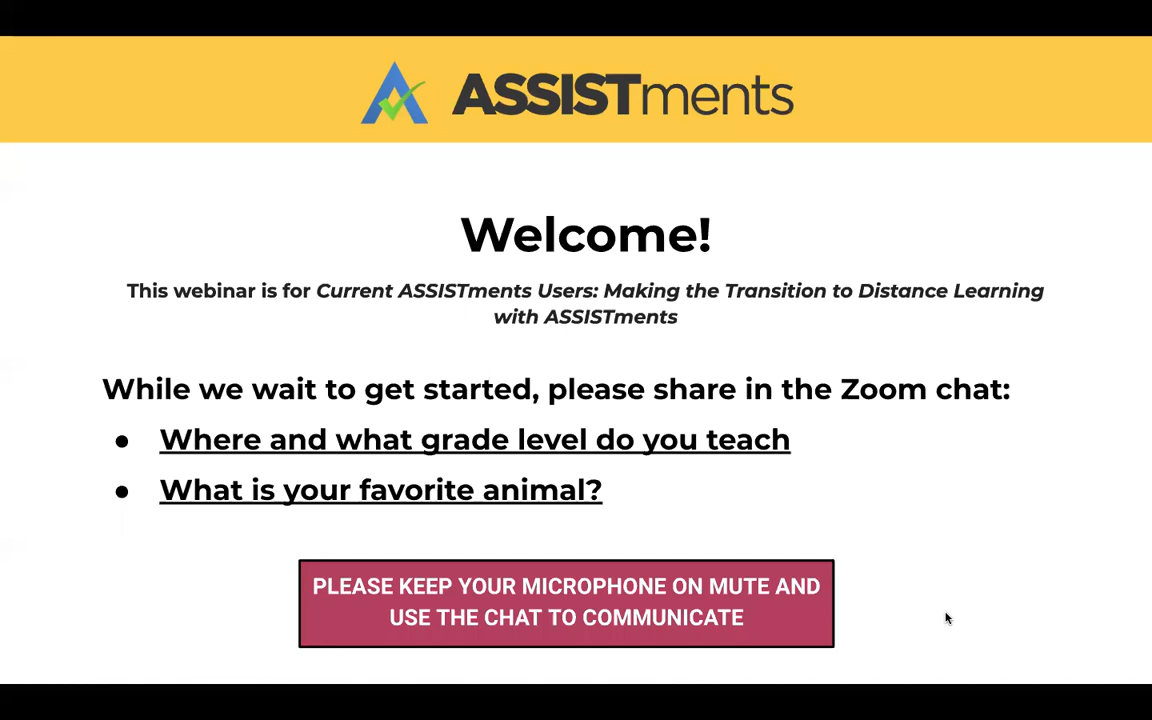 ASSISTments
Welcome!
This webinar is for Current ASSISTments Users: Making the Transition to Distance Learning
with ASSISTments
While we wait to get started, please share in the Zoom chat:
● Where and what grade level do you teach
● What is your favorite animal?
PLEASE KEEP YOUR MICROPHONE ON MUTE AND
USE THE CHAT TO COMMUNICATE